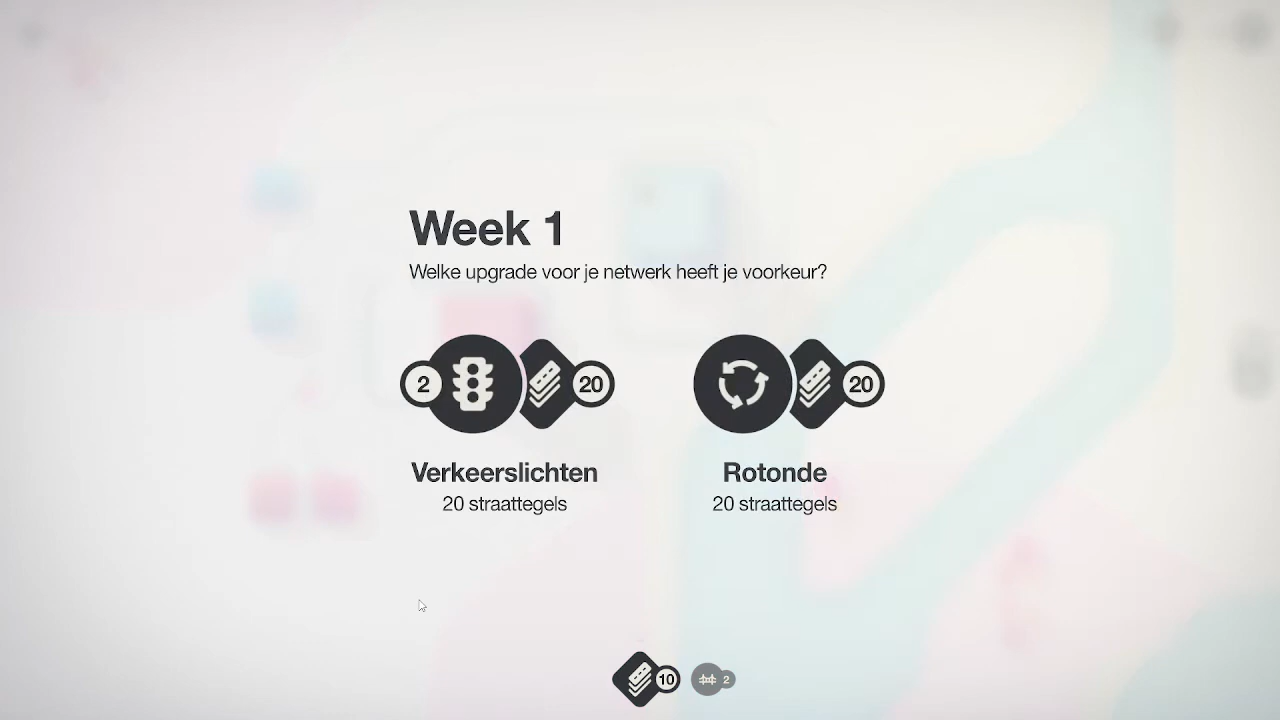 Week 1
Welke upgrade voor je netwerk heeft je voorkeur?
2 20 20
Verkeerslichten Rotonde
20 straattegels 20 straattegels
10 2